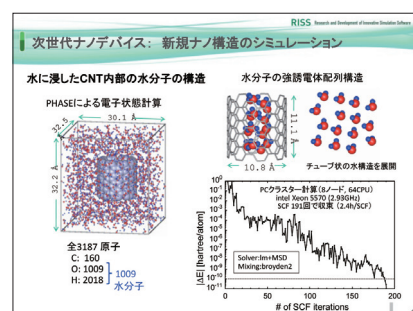 RISS Research and Development of Innovative Simulation Software
次世代ナノデバイス: 新規ナノ構造のシミュレーション
水に浸したCNT内部の水分子の構造
PHASEによる電子状態計算
32.5
30.1 Å
32.2 Å
全3187 原子
C: 160
O: 1009
H: 2018
1009
水分子
水分子の強誘電体配列構造
11.1 Å
10.8 Å
チューブ状の水構造を展開
PCクラスター計算(8ノード, 64CPU)
intel Xeon 5570 (2.93GHz)
SCF 191回で収束 (2.4h/SCF)
Solver:lm+MSD
Mixing:broyden2
|ΔE| [hartree/atom]
10^1
10^0
10^-1
10^-2
10^-3
10^-4
10^-5
10^-6
10^-7
10^-8
10^-9
10^-10
10^-11
0 50 100 150 200
# of SCF iterations